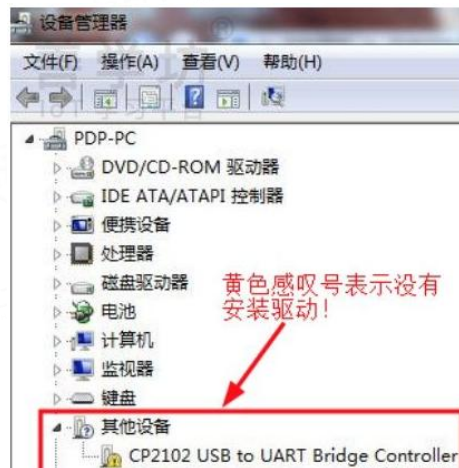 设备管理器
文件(F) 操作(A) 查看(V) 帮助(H)
PDP-PC
DVD/CD-ROM 驱动器
IDE ATA/ATAPI 控制器
便携设备
处理器
磁盘驱动器
电池
计算机
监视器
键盘
黄色感叹号表示没有
安装驱动!
其他设备
CP2102 USB to UART Bridge Controller